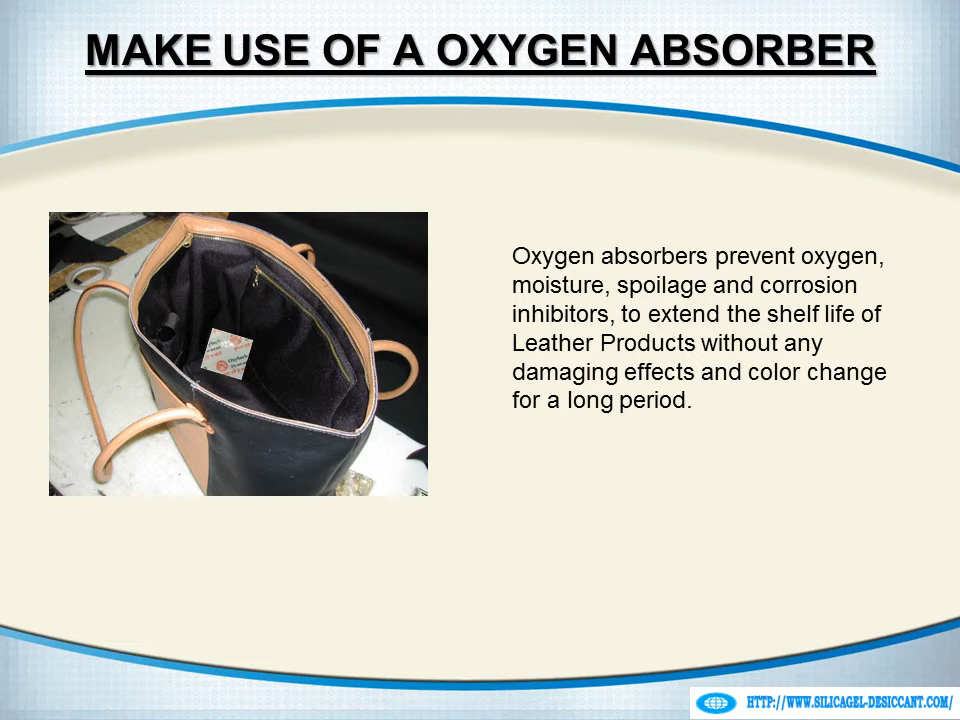 MAKE USE OF A OXYGEN ABSORBER
Oxygen absorbers prevent oxygen,
moisture, spoilage and corrosion
inhibitors, to extend the shelf life of
Leather Products without any
damaging effects and color change
for a long period.
HTTP://WWW.SILICAGEL-DESICCANT.COM/